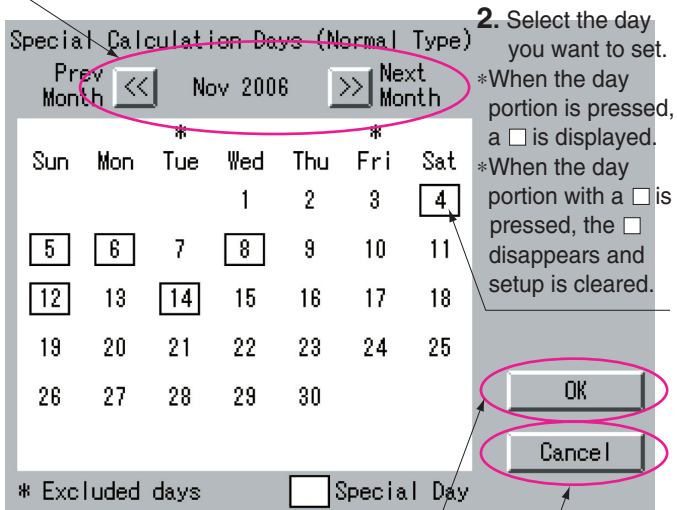 Special Calculation Days (Normal Type)
Prev Month << Nov 2006 >> Next Month
* *
Sun Mon Tue Wed Thu Fri Sat
1 2 3 4
5 6 7 8 9 10 11
12 13 14 15 16 17 18
19 20 21 22 23 24 25
26 27 28 29 30
* Excluded days □ Special Day
2. Select the day
you want to set.
*When the day
portion is pressed,
a □ is displayed.
*When the day
portion with a □ is
pressed, the □
disappears and
setup is cleared.
OK
Cancel